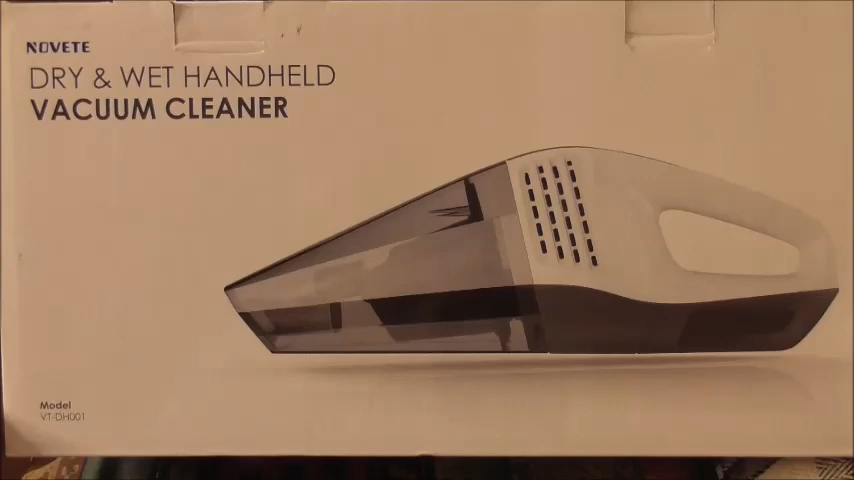 NOVETE
DRY & WET HANDHELD
VACUUM CLEANER
Model
VT-DH001